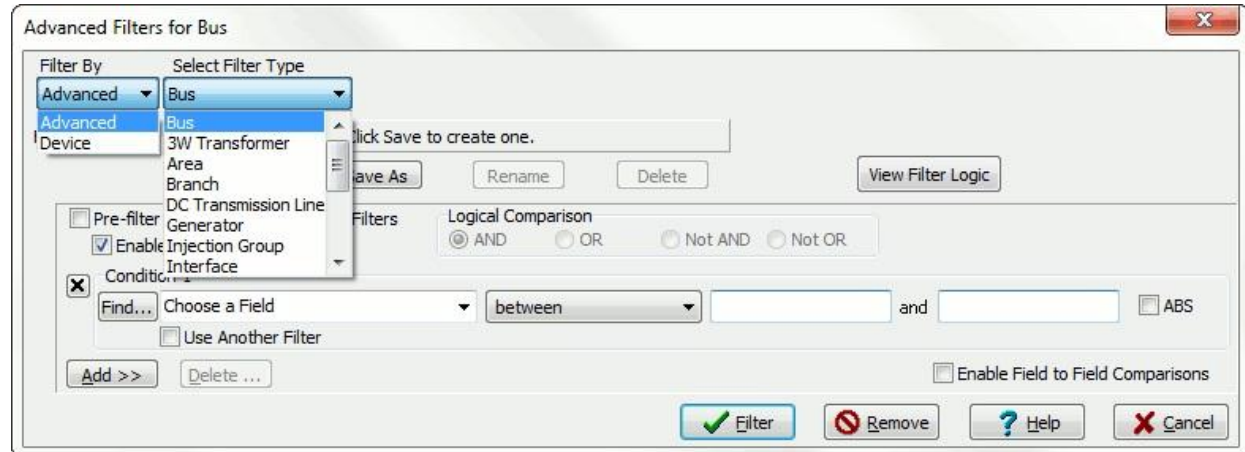 Advanced Filters for Bus
Filter By Select Filter Type
Advanced Bus
Advanced Bus
Device 3W Transformer
Click Save to create one.
Area
Branch
Save As Rename Delete View Filter Logic
DC Transmission Line
Pre-filter Filters Logical Comparison
Generator
Enable Injection Group AND OR Not AND Not OR
Interface
Condition 1
Find... Choose a Field between and ABS
Use Another Filter
Add >> Delete ... Enable Field to Field Comparisons
Filter Remove Help Cancel